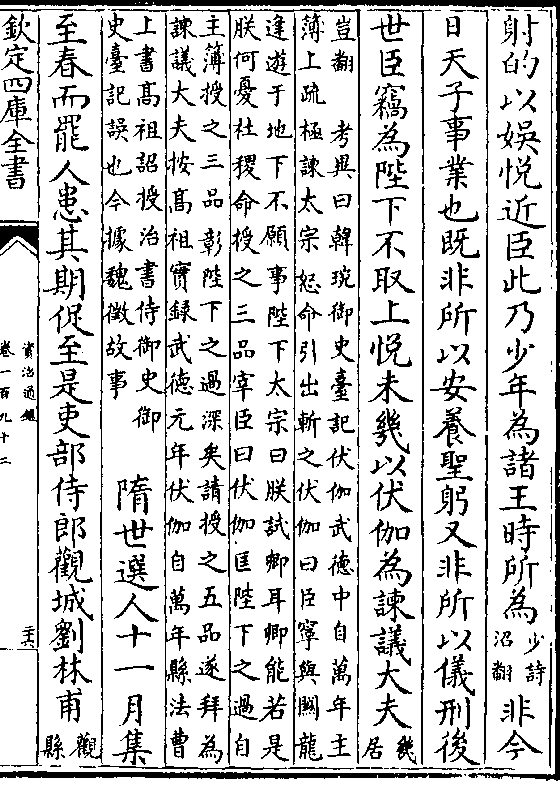 射的以娛悦近臣此乃少年為諸王時所為少詩沼翻非今
日天子事業也既非所以安養聖躬又非所以儀刑後
世臣竊為陛下不取上悦未幾以伏伽為諫議大夫幾居
豈翻　考異曰韓琬御史臺記伏伽武德中自萬年主
簿上疏極諫太宗怒命引出斬之伏伽曰臣寧與關龍
逄遊于地下不願事陛下太宗曰朕試卿耳卿能若是
朕何憂社稷命授之三品宰臣曰伏伽匡陛下之過自
主簿授之三品彰陛下之過深矣請授之五品遂拜為
諫議大夫按髙祖實録武德元年伏伽自萬年縣法曹
上書髙祖詔授治書侍御史御
史臺記誤也今據魏徵故事
隋世選人十一月集
至春而罷人患其期促至是吏部侍郎觀城劉林甫觀縣
欽定四庫全書
資治通鑑
卷一百九十二
二六